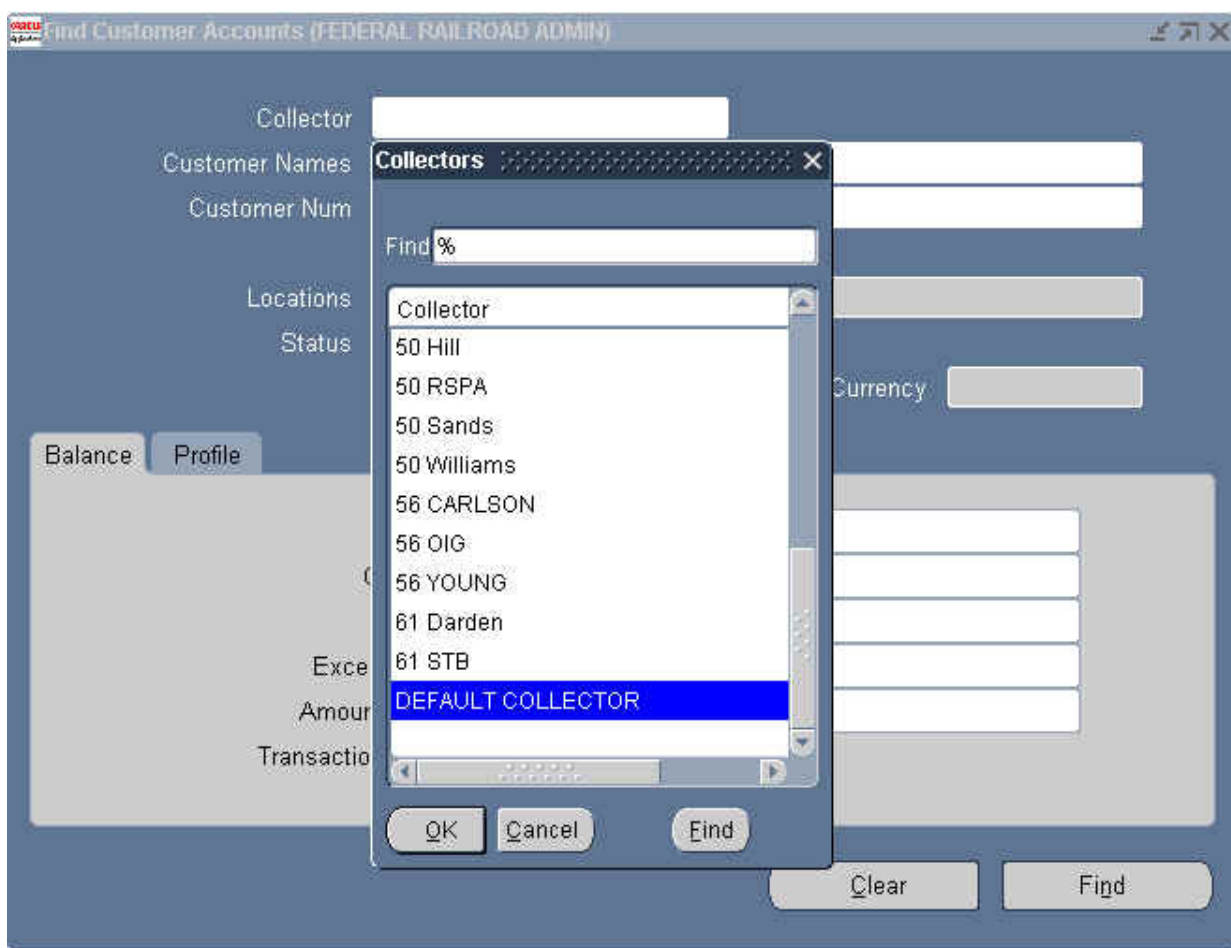 Find Customer Accounts (FEDERAL RAILROAD ADMIN)
Collector
Customer Names
Customer Num
Locations
Status
Currency
Balance
Profile
Exce
Amour
Transactio
Collectors
Find %
Collector
50 Hill
50 RSPA
50 Sands
50 Williams
56 CARLSON
56 OIG
56 YOUNG
61 Darden
61 STB
DEFAULT COLLECTOR
OK Cancel Find
Clear Find